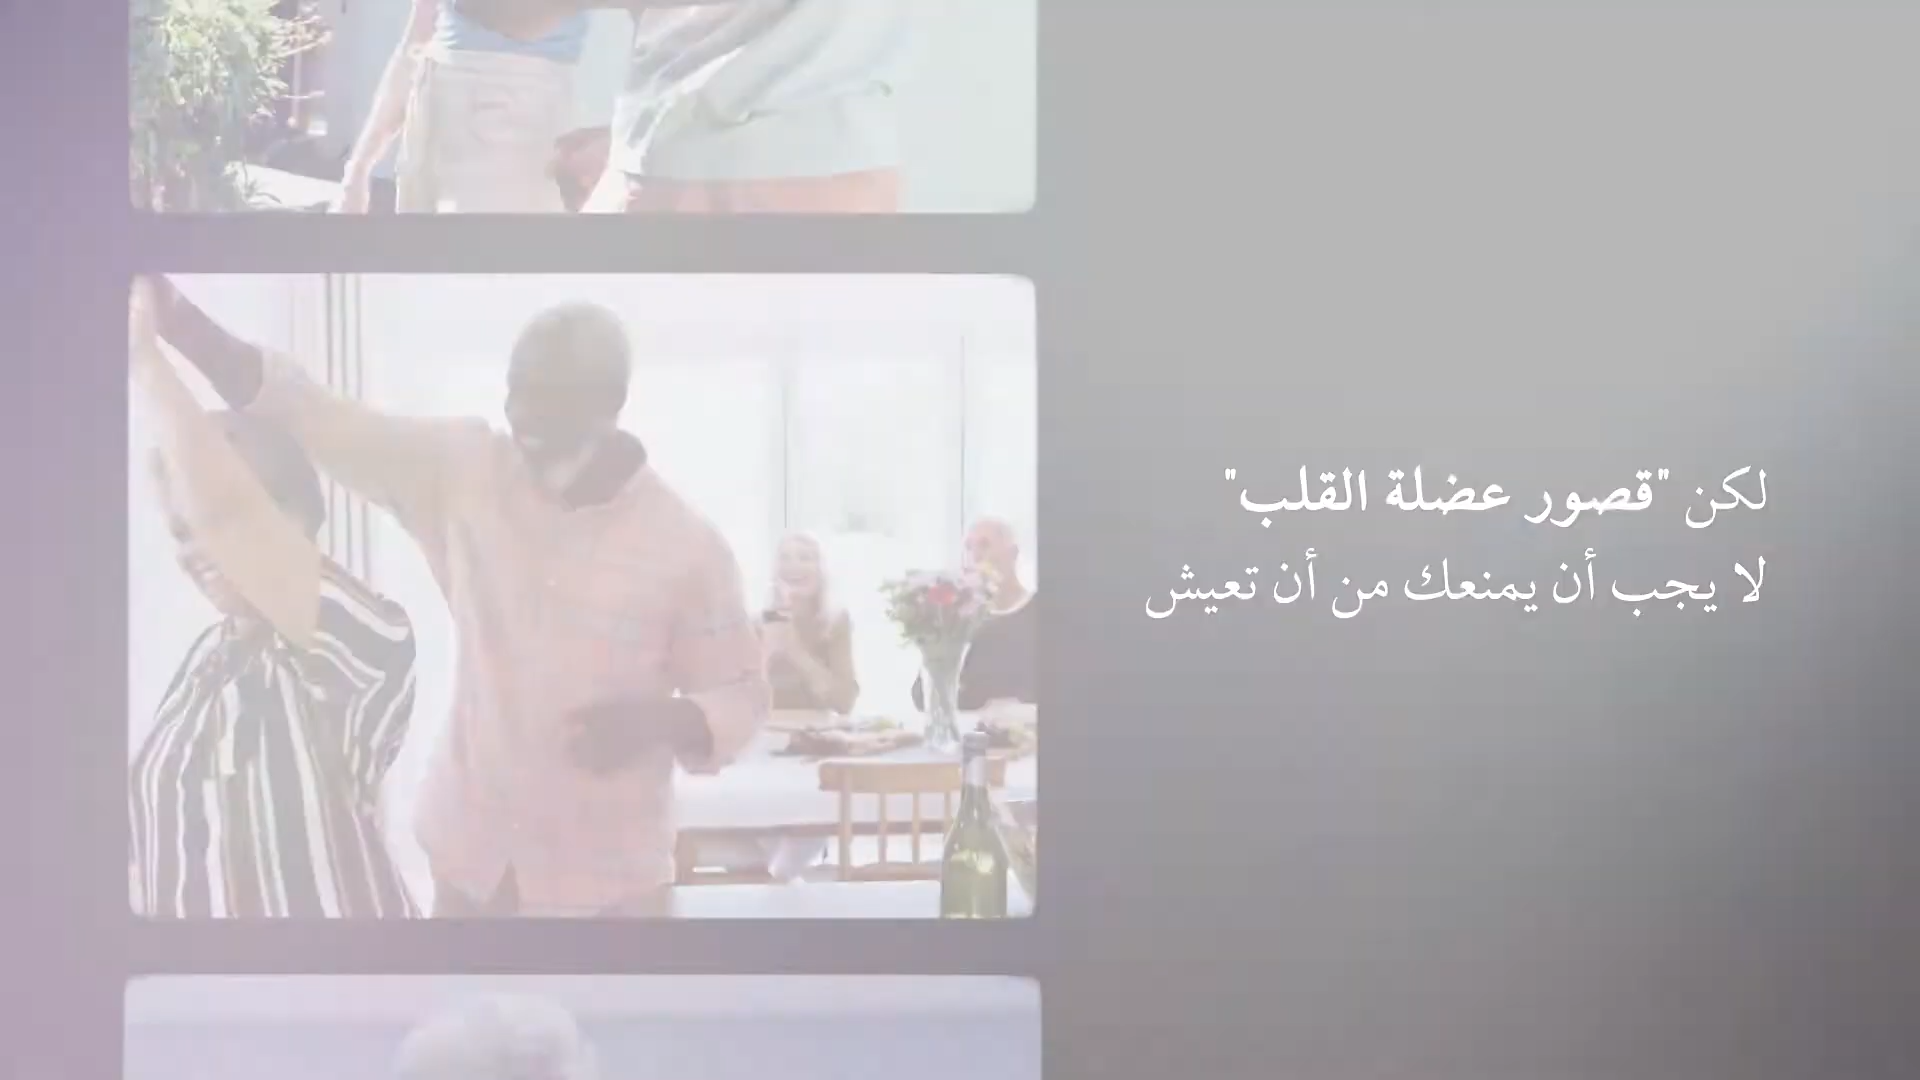 لكن "قصور عضلة القلب"
لا يجب أن يمنعك من أن تعيش